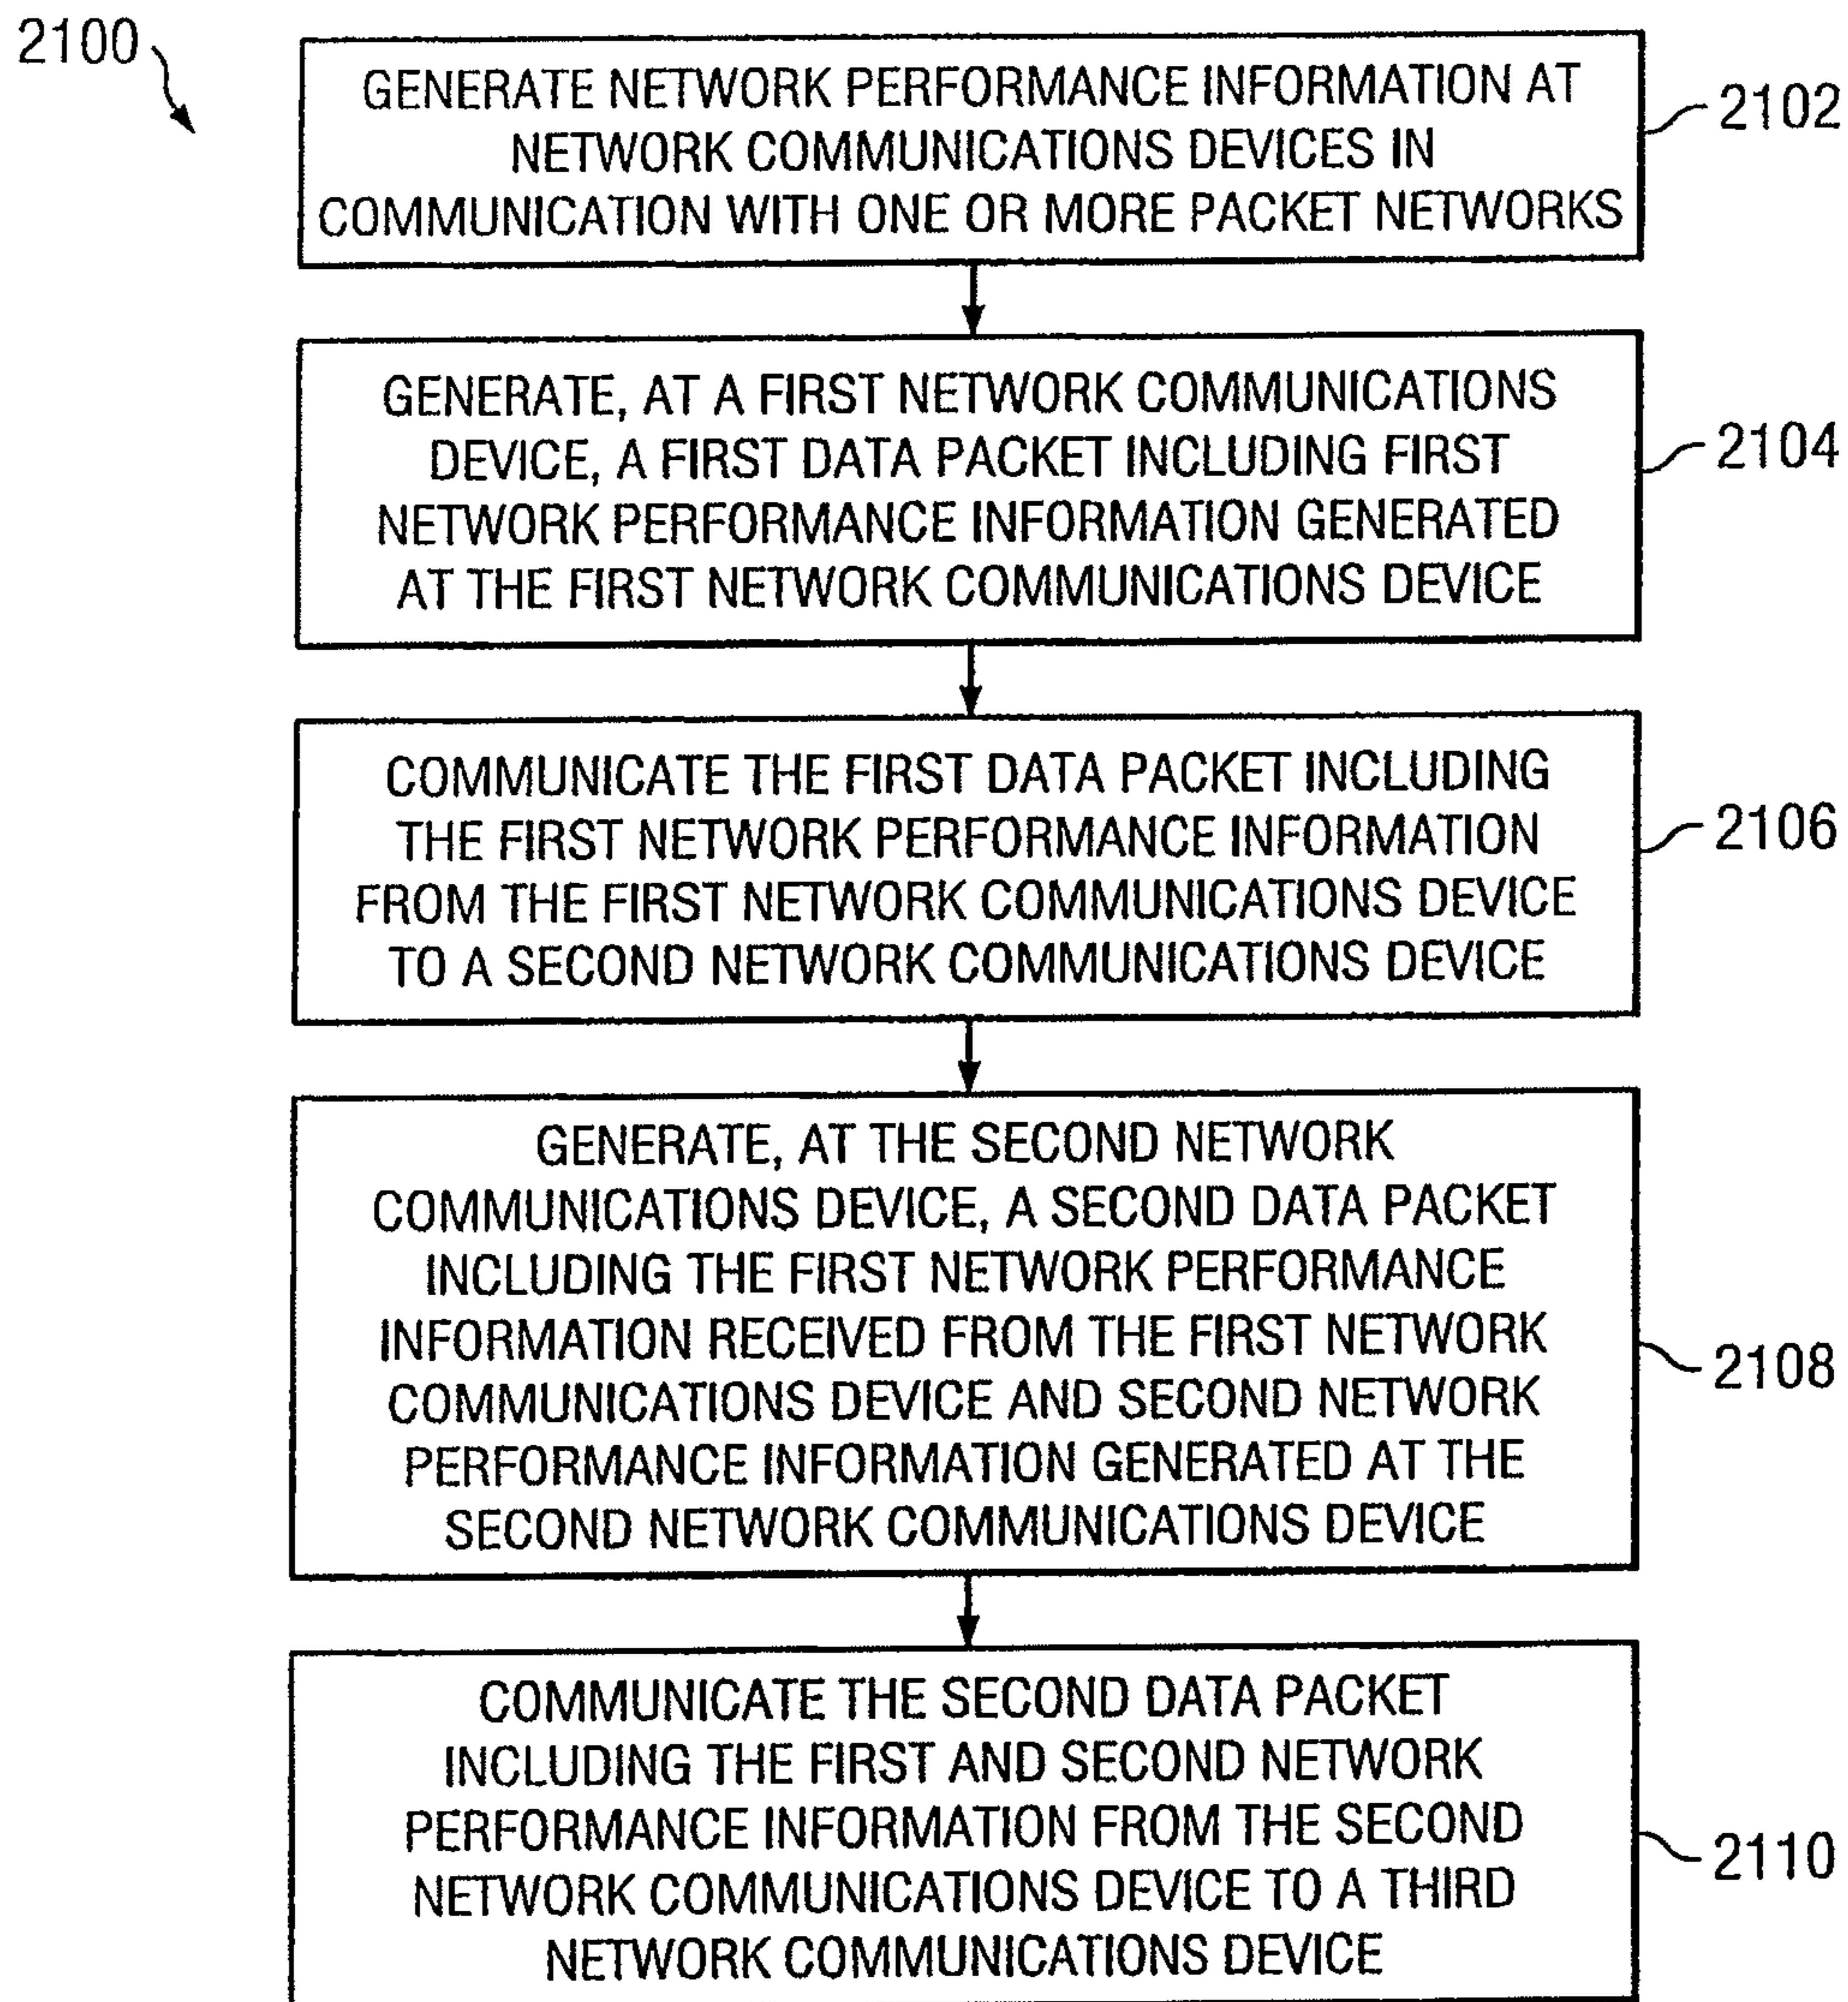 2100
GENERATE NETWORK PERFORMANCE INFORMATION AT
NETWORK COMMUNICATIONS DEVICES IN
COMMUNICATION WITH ONE OR MORE PACKET NETWORKS
2102
GENERATE, AT A FIRST NETWORK COMMUNICATIONS
DEVICE, A FIRST DATA PACKET INCLUDING FIRST
NETWORK PERFORMANCE INFORMATION GENERATED
AT THE FIRST NETWORK COMMUNICATIONS DEVICE
2104
COMMUNICATE THE FIRST DATA PACKET INCLUDING
THE FIRST NETWORK PERFORMANCE INFORMATION
FROM THE FIRST NETWORK COMMUNICATIONS DEVICE
TO A SECOND NETWORK COMMUNICATIONS DEVICE
2106
GENERATE, AT THE SECOND NETWORK
COMMUNICATIONS DEVICE, A SECOND DATA PACKET
INCLUDING THE FIRST NETWORK PERFORMANCE
INFORMATION RECEIVED FROM THE FIRST NETWORK
COMMUNICATIONS DEVICE AND SECOND NETWORK
PERFORMANCE INFORMATION GENERATED AT THE
SECOND NETWORK COMMUNICATIONS DEVICE
2108
COMMUNICATE THE SECOND DATA PACKET
INCLUDING THE FIRST AND SECOND NETWORK
PERFORMANCE INFORMATION FROM THE SECOND
NETWORK COMMUNICATIONS DEVICE TO A THIRD
NETWORK COMMUNICATIONS DEVICE
2110